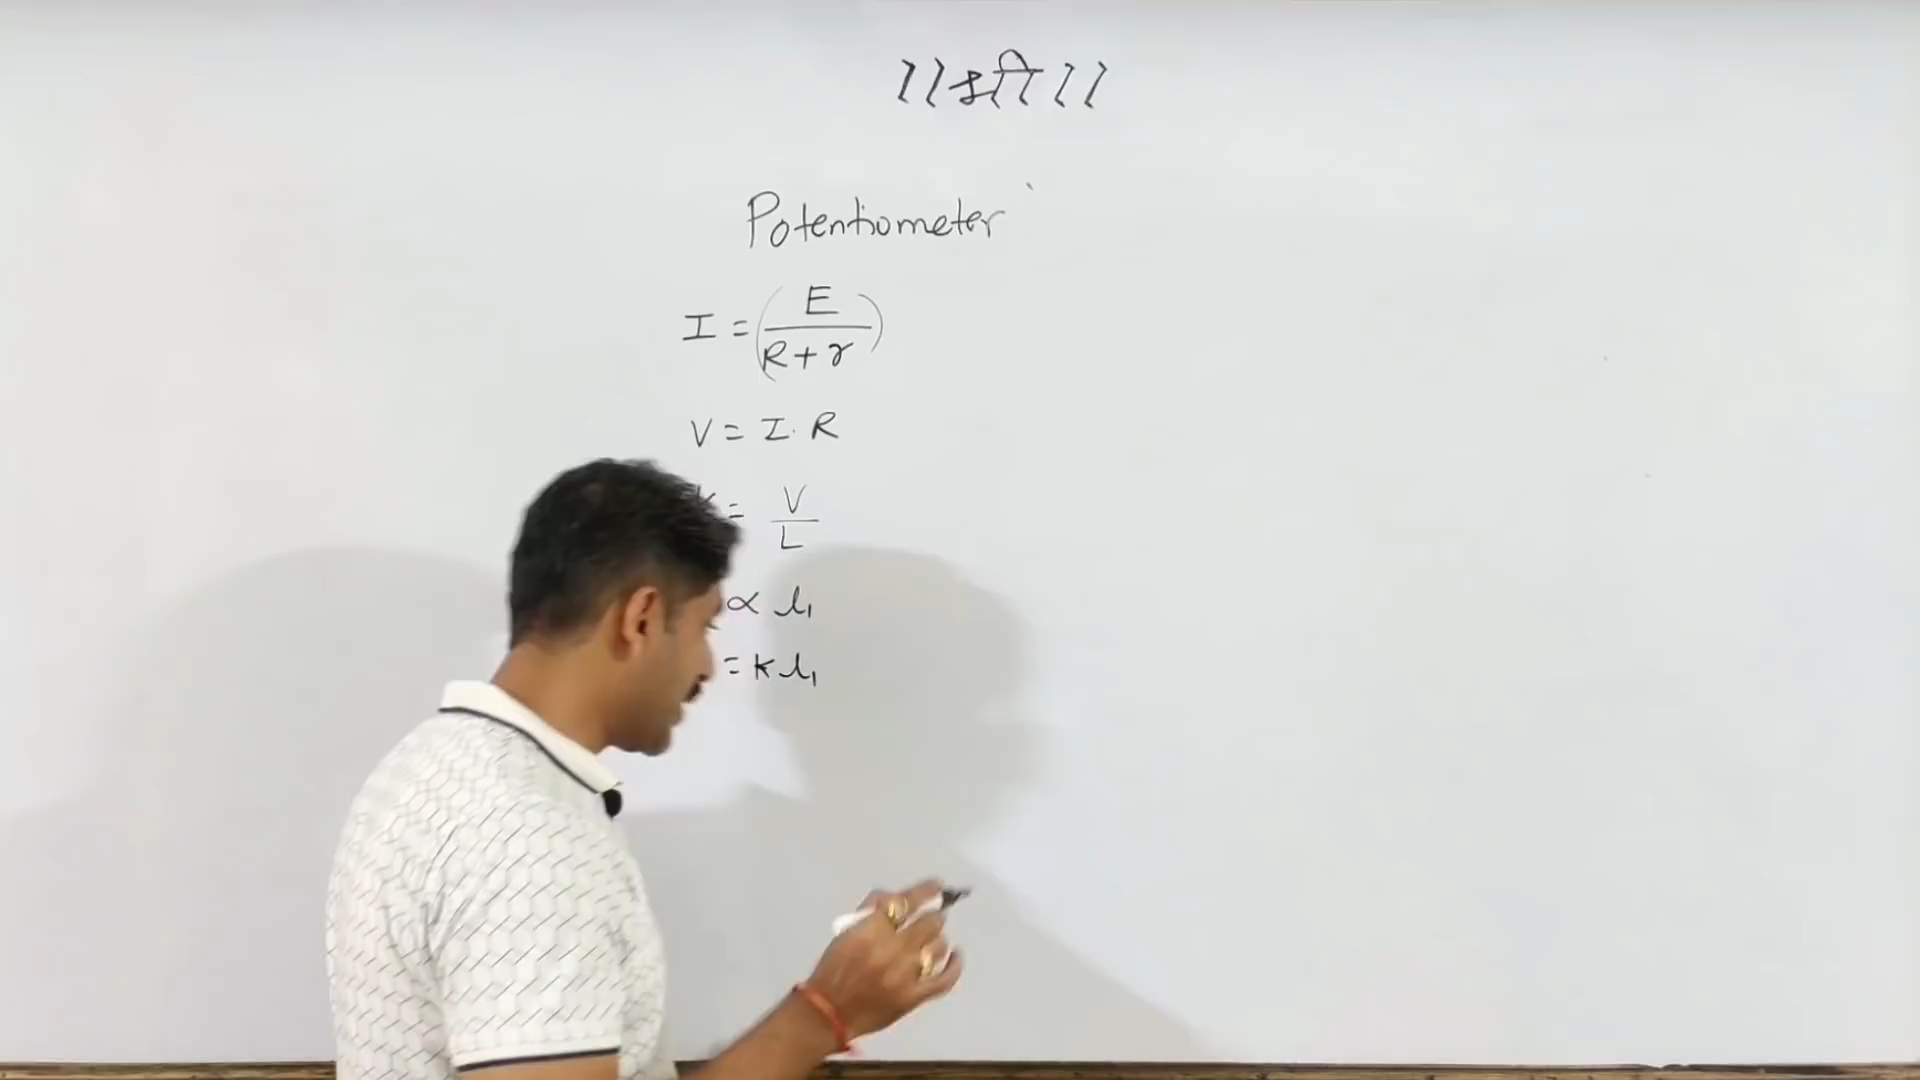 ।।श्री।।
Potentiometer
I = (E / R + r)
V = I. R
= V / L
∝ l₁
= K l₁